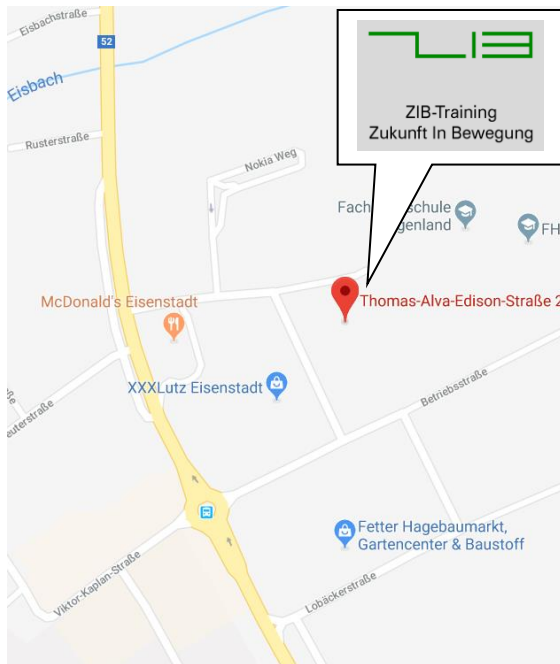 Eisbachstraße
52
Eisbach
Rusterstraße
ZIB
ZIB-Training
Zukunft In Bewegung
Nokia Weg
Fach schule
genland
FH
McDonald's Eisenstadt
Thomas-Alva-Edison-Straße 2
XXXLutz Eisenstadt
Betriebsstraße
euterstraße
Fetter Hagebaumarkt,
Gartencenter & Baustoff
Viktor-Kaplan-Straße
Lobäckerstraße